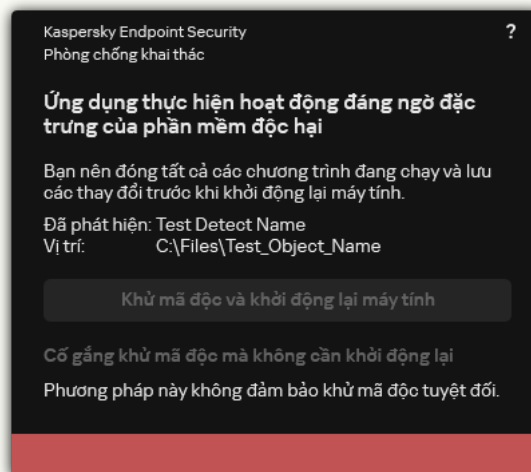 Kaspersky Endpoint Security
?
Phòng chống khai thác
Ứng dụng thực hiện hoạt động đáng ngờ đặc
trưng của phần mềm độc hại
Bạn nên đóng tất cả các chương trình đang chạy và lưu
các thay đổi trước khi khởi động lại máy tính.
Đã phát hiện: Test Detect Name
Vị trí: C:\Files\Test_Object_Name
Khử mã độc và khởi động lại máy tính
Cố gắng khử mã độc mà không cần khởi động lại
Phương pháp này không đảm bảo khử mã độc tuyệt đối.